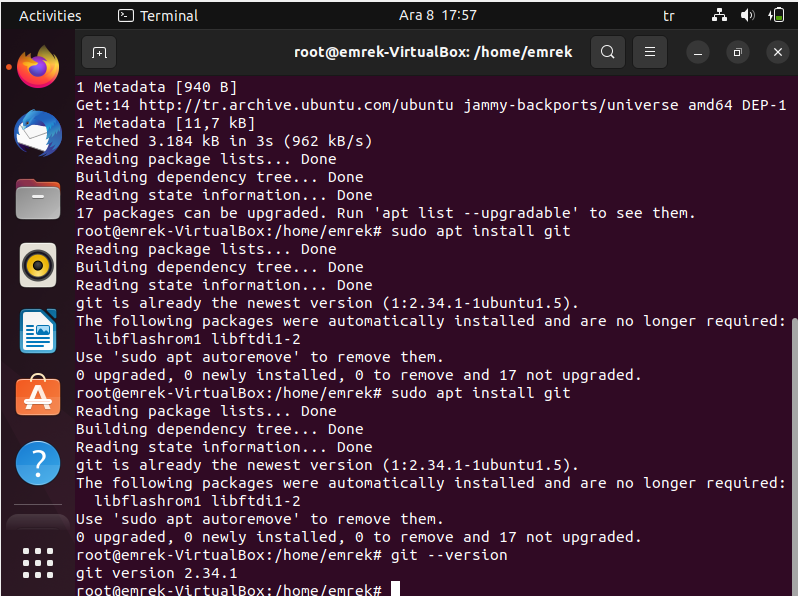 Activities
Terminal
Ara 8 17:57
tr
root@emrek-VirtualBox: /home/emrek
1 Metadata [940 B]
Get:14 http://tr.archive.ubuntu.com/ubuntu jammy-backports/universe amd64 DEP-1
1 Metadata [11,7 kB]
Fetched 3.184 kB in 3s (962 kB/s)
Reading package lists... Done
Building dependency tree... Done
Reading state information... Done
17 packages can be upgraded. Run 'apt list --upgradable' to see them.
root@emrek-VirtualBox:/home/emrek# sudo apt install git
Reading package lists... Done
Building dependency tree... Done
Reading state information... Done
git is already the newest version (1:2.34.1-1ubuntu1.5).
The following packages were automatically installed and are no longer required:
  libflashrom1 libftdi1-2
Use 'sudo apt autoremove' to remove them.
0 upgraded, 0 newly installed, 0 to remove and 17 not upgraded.
root@emrek-VirtualBox:/home/emrek# sudo apt install git
Reading package lists... Done
Building dependency tree... Done
Reading state information... Done
git is already the newest version (1:2.34.1-1ubuntu1.5).
The following packages were automatically installed and are no longer required:
  libflashrom1 libftdi1-2
Use 'sudo apt autoremove' to remove them.
0 upgraded, 0 newly installed, 0 to remove and 17 not upgraded.
root@emrek-VirtualBox:/home/emrek# git --version
git version 2.34.1
root@emrek-VirtualBox:/home/emrek#